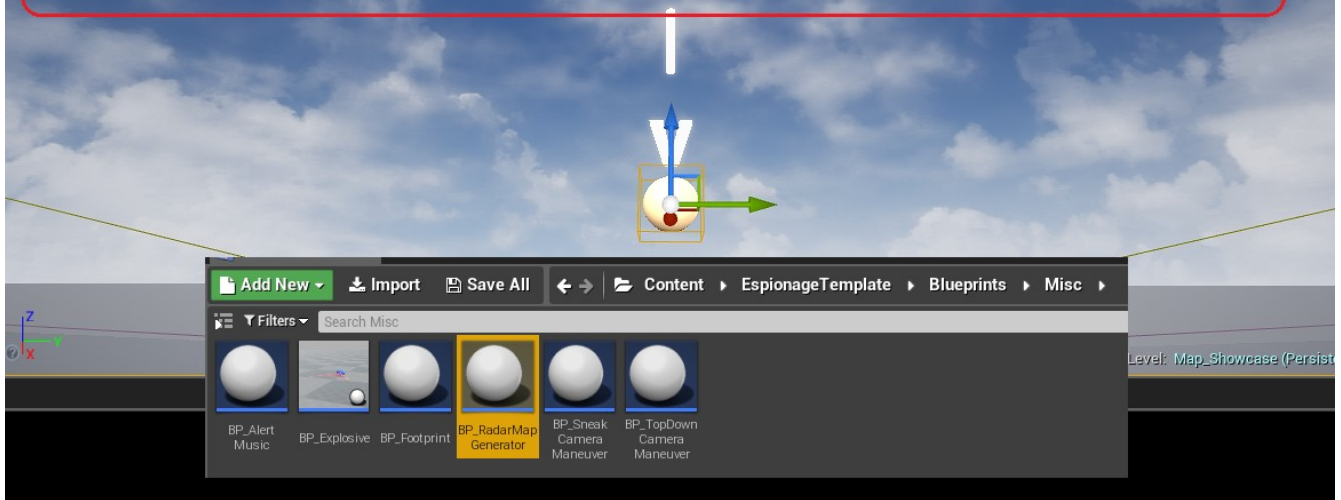 Add New Import Save All Content EspionageTemplate Blueprints Misc
Filters Search Misc
Z
Y
X
?
Level: Map_Showcase (Persist
BP_Alert
Music
BP_Explosive
BP_Footprint
BP_RadarMap
Generator
BP_Sneak
Camera
Maneuver
BP_TopDown
Camera
Maneuver